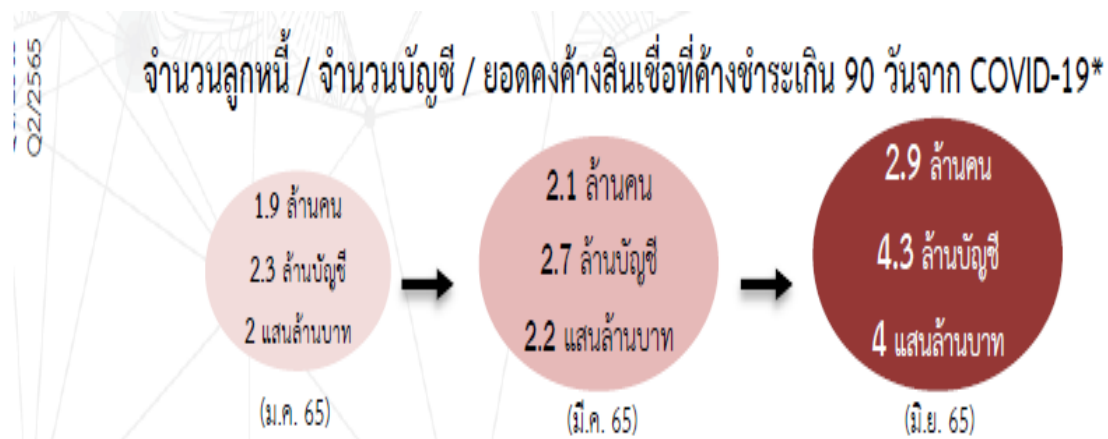 Q2/2565
จำนวนลูกหนี้ / จำนวนบัญชี / ยอดคงค้างสินเชื่อที่ค้างชำระเกิน 90 วันจาก COVID-19*
1.9 ล้านคน
2.3 ล้านบัญชี
2 แสนล้านบาท
(ม.ค. 65)
2.1 ล้านคน
2.7 ล้านบัญชี
2.2 แสนล้านบาท
(มี.ค. 65)
2.9 ล้านคน
4.3 ล้านบัญชี
4 แสนล้านบาท
(มิ.ย. 65)